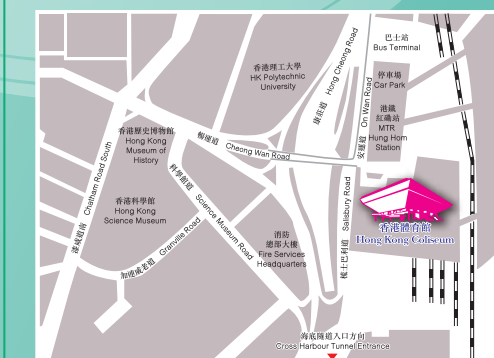 巴士站
Bus Terminal
停車場
Car Park
港鐵
紅磡站
MTR
Hung Hom
Station
香港理工大學
HK Polytechnic
University
康莊道 Hong Chong Road
安運道 On Wan Road
暢運道 Cheong Wan Road
香港歷史博物館
Hong Kong
Museum of
History
香港科學館
Hong Kong
Science Museum
漆咸道南 Chatham Road South
科學館道 Science Museum Road
加連威老道 Granville Road
消防
總部大樓
Fire Services
Headquarters
梳士巴利道 Salisbury Road
香港體育館
Hong Kong Coliseum
海底隧道入口方向
Cross Harbour Tunnel Entrance